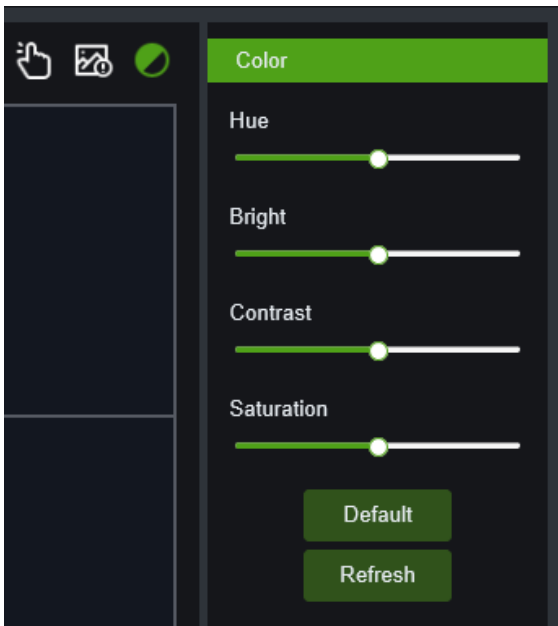 Color
Hue
Bright
Contrast
Saturation
Default
Refresh